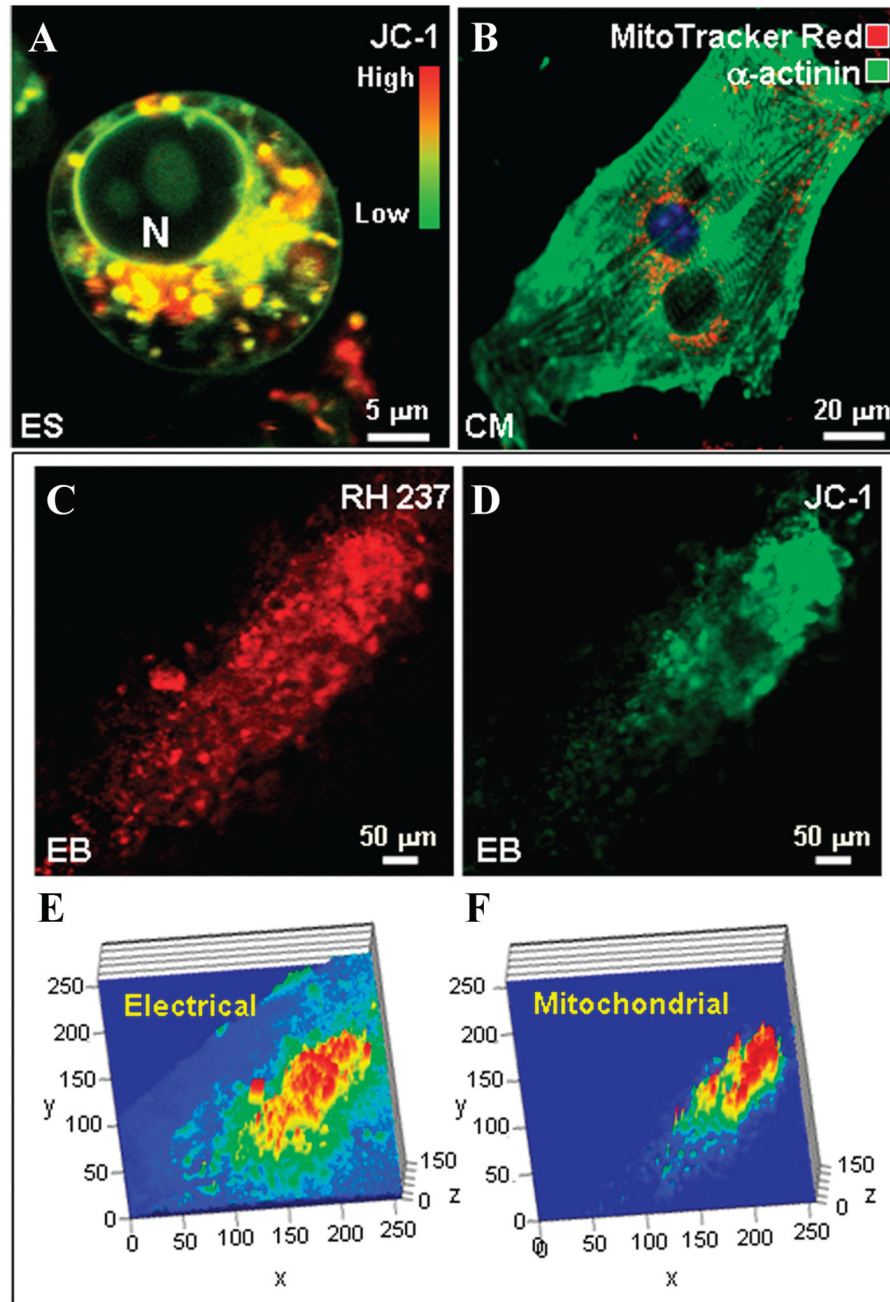 A
JC-1
High
Low
N
5 μm
ES
B
MitoTracker Red
α-actinin
20 μm
CM
C
RH 237
50 μm
EB
D
JC-1
50 μm
EB
E
Electrical
250
200
150
100
50
0
y
0 50 100 150 200 250
x
150
0
z
F
Mitochondrial
250
200
150
100
50
0
y
0 50 100 150 200 250
0
x
150
0
z